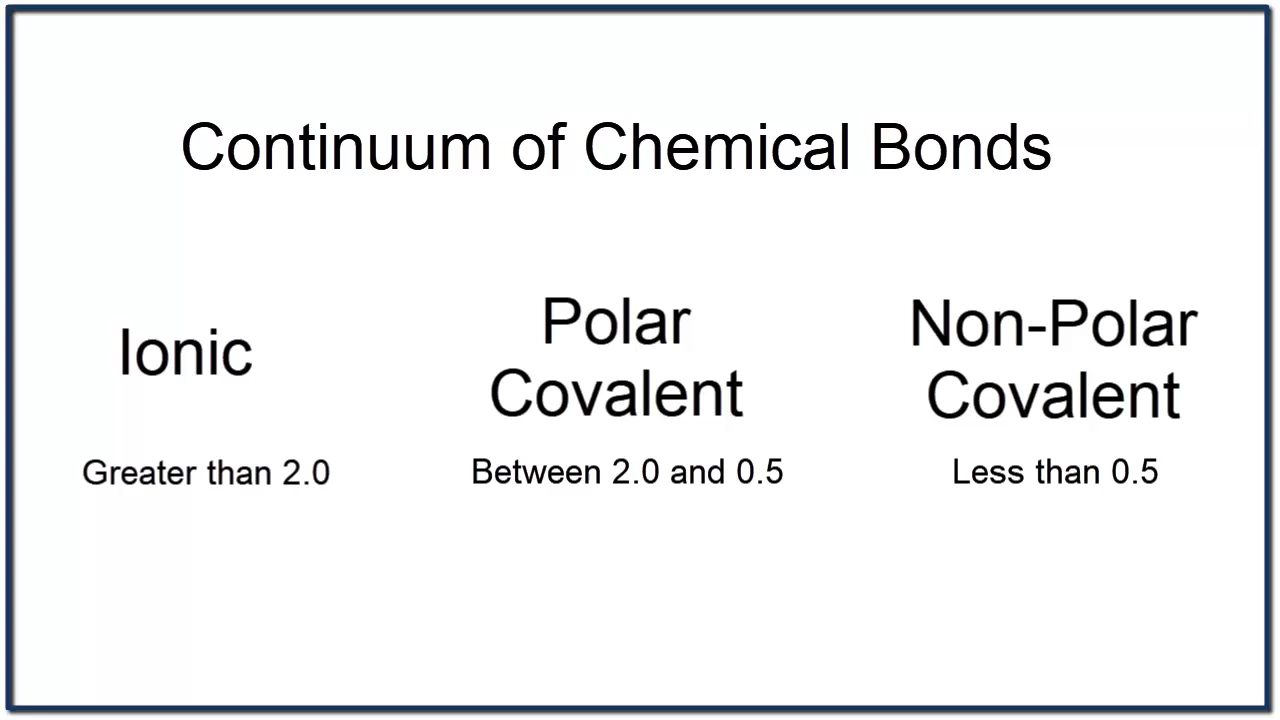 Continuum of Chemical Bonds
Ionic
Greater than 2.0
Polar
Covalent
Between 2.0 and 0.5
Non-Polar
Covalent
Less than 0.5